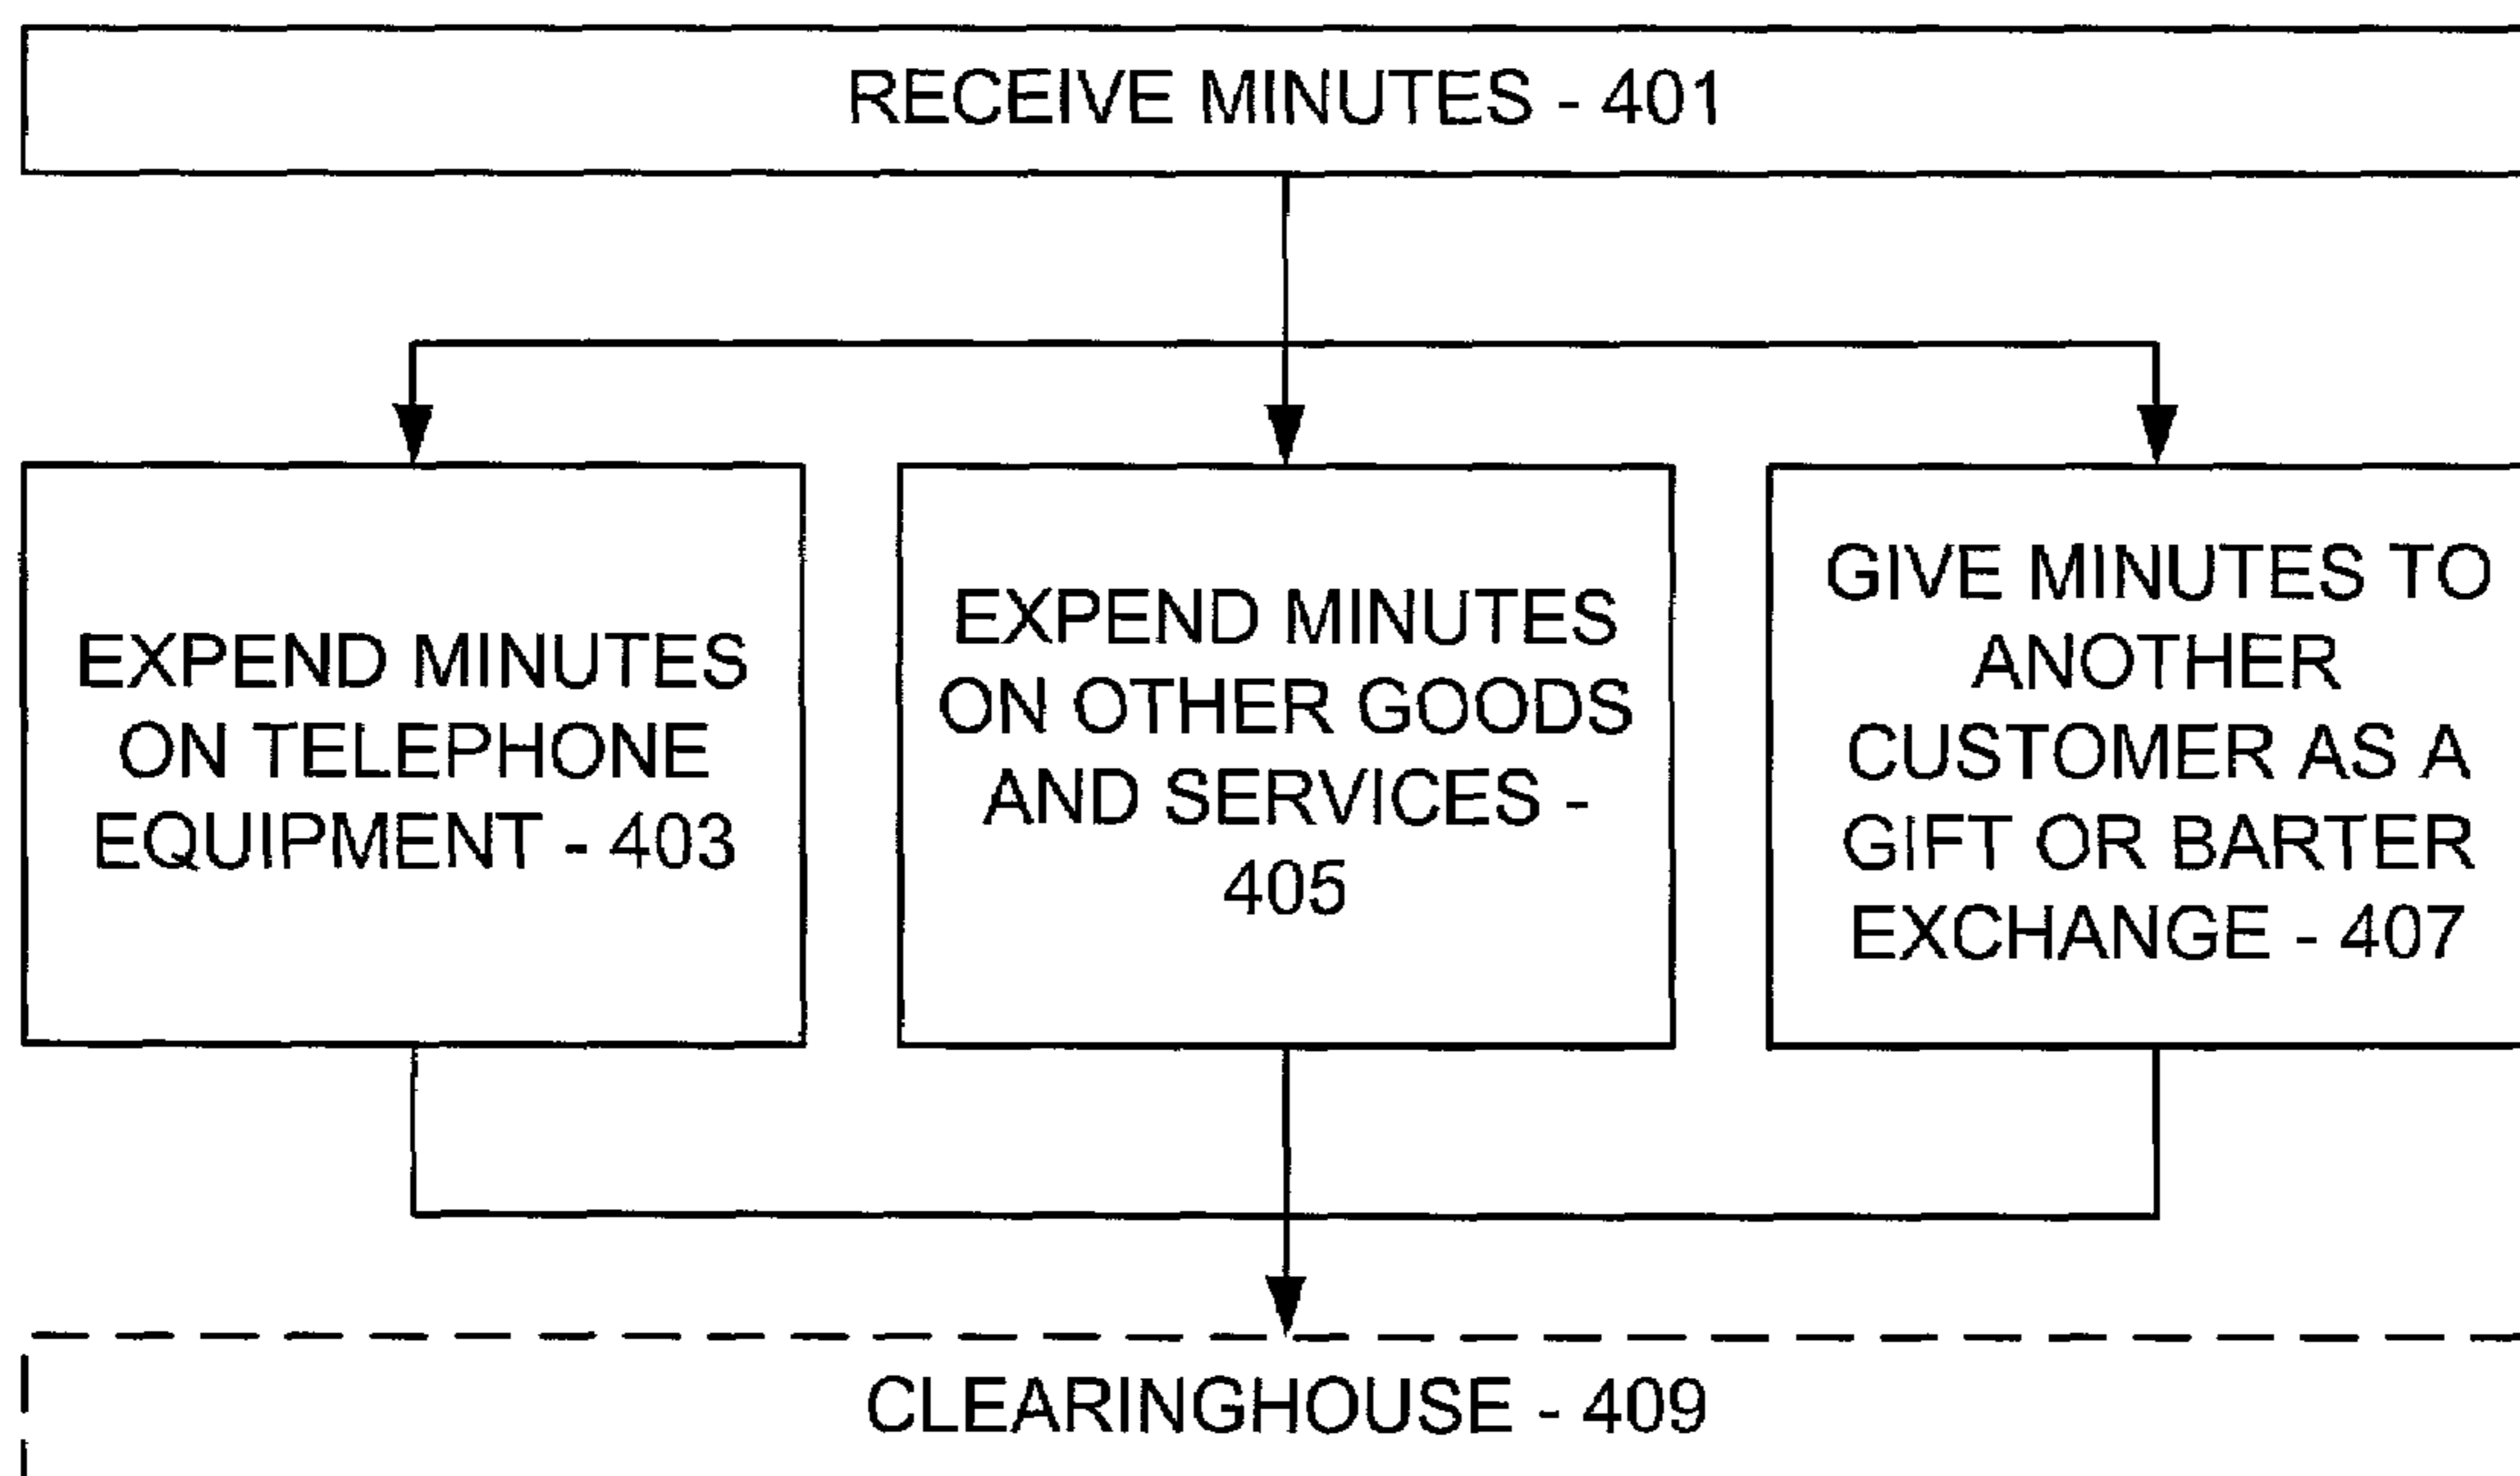 RECEIVE MINUTES - 401
EXPEND MINUTES
ON TELEPHONE
EQUIPMENT - 403
EXPEND MINUTES
ON OTHER GOODS
AND SERVICES -
405
GIVE MINUTES TO
ANOTHER
CUSTOMER AS A
GIFT OR BARTER
EXCHANGE - 407
CLEARINGHOUSE - 409